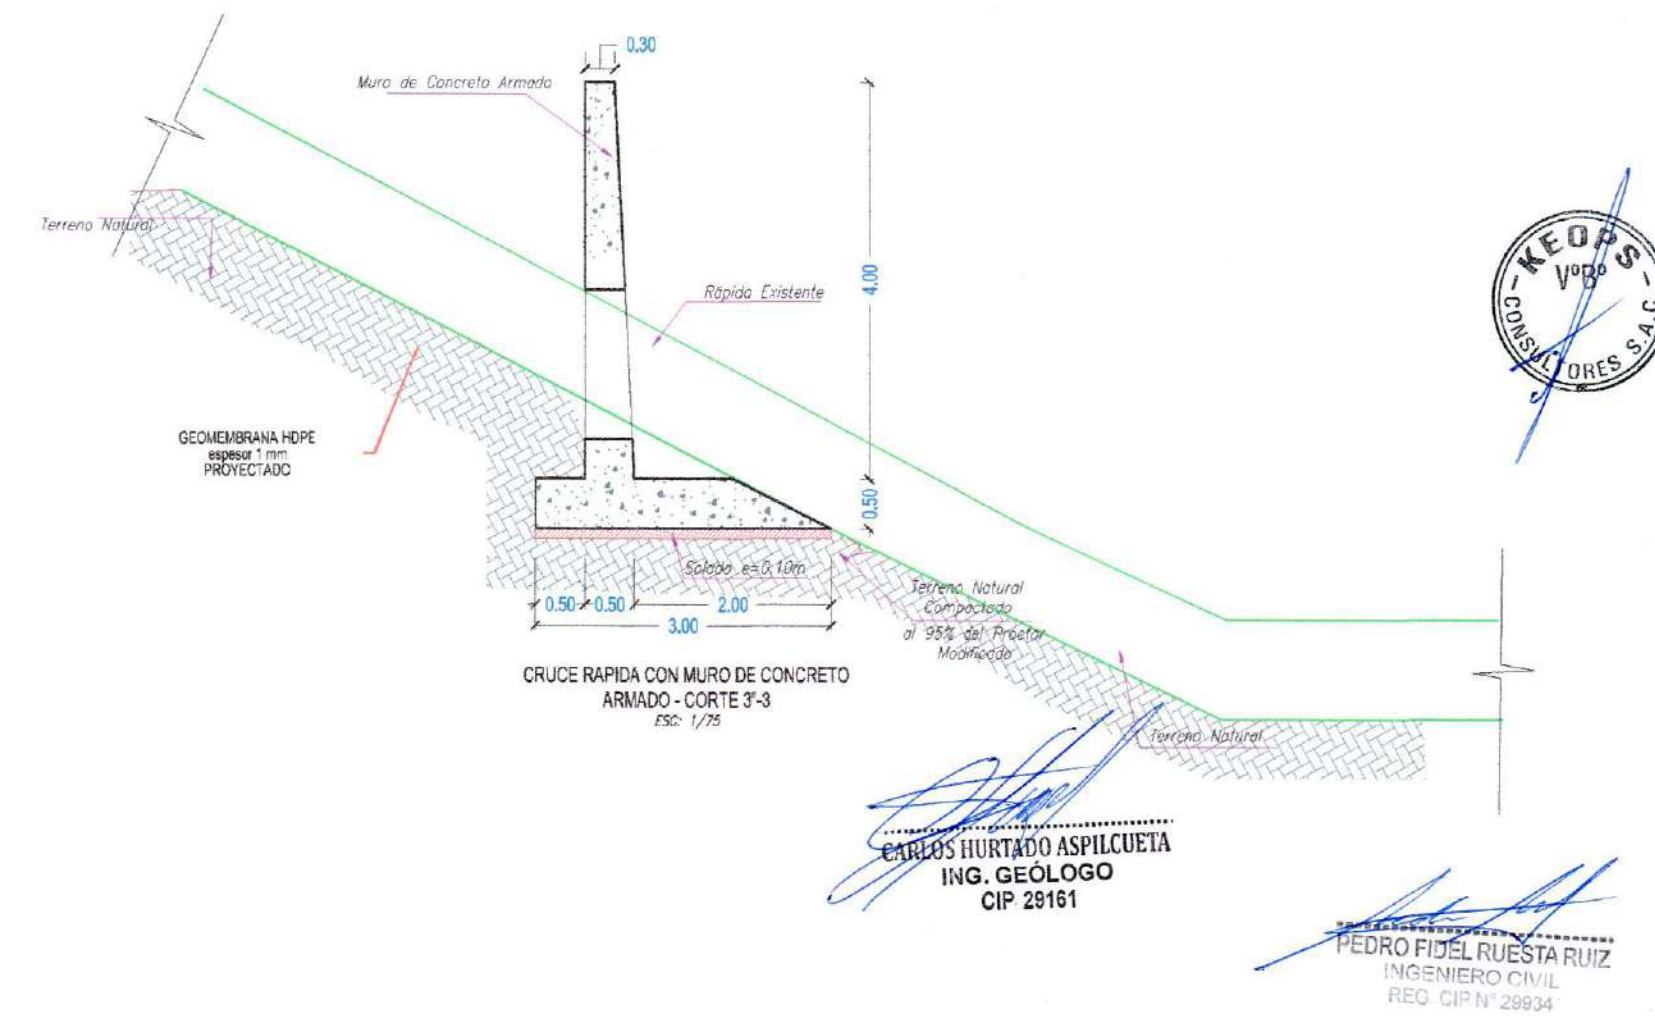 0.30
Muro de Concreto Armado
Terreno Natural
4.00
Rápida Existente
KEOPS
VºBº
CONSULTORES S.A.C
GEOMEMBRANA HDPE
espesor 1 mm
PROYECTADO
0.50
Solado e=0.10m
0.50
0.50
2.00
3.00
Terreno Natural
Compactado
al 95% del Proctor
Modificado
CRUCE RAPIDA CON MURO DE CONCRETO
ARMADO - CORTE 3"-3
ESC: 1/75
Terreno Natural
CARLOS HURTADO ASPILCUETA
ING. GEÓLOGO
CIP 29161
PEDRO FIDEL RUESTA RUIZ
INGENIERO CIVIL
REG. CIP Nº 29934